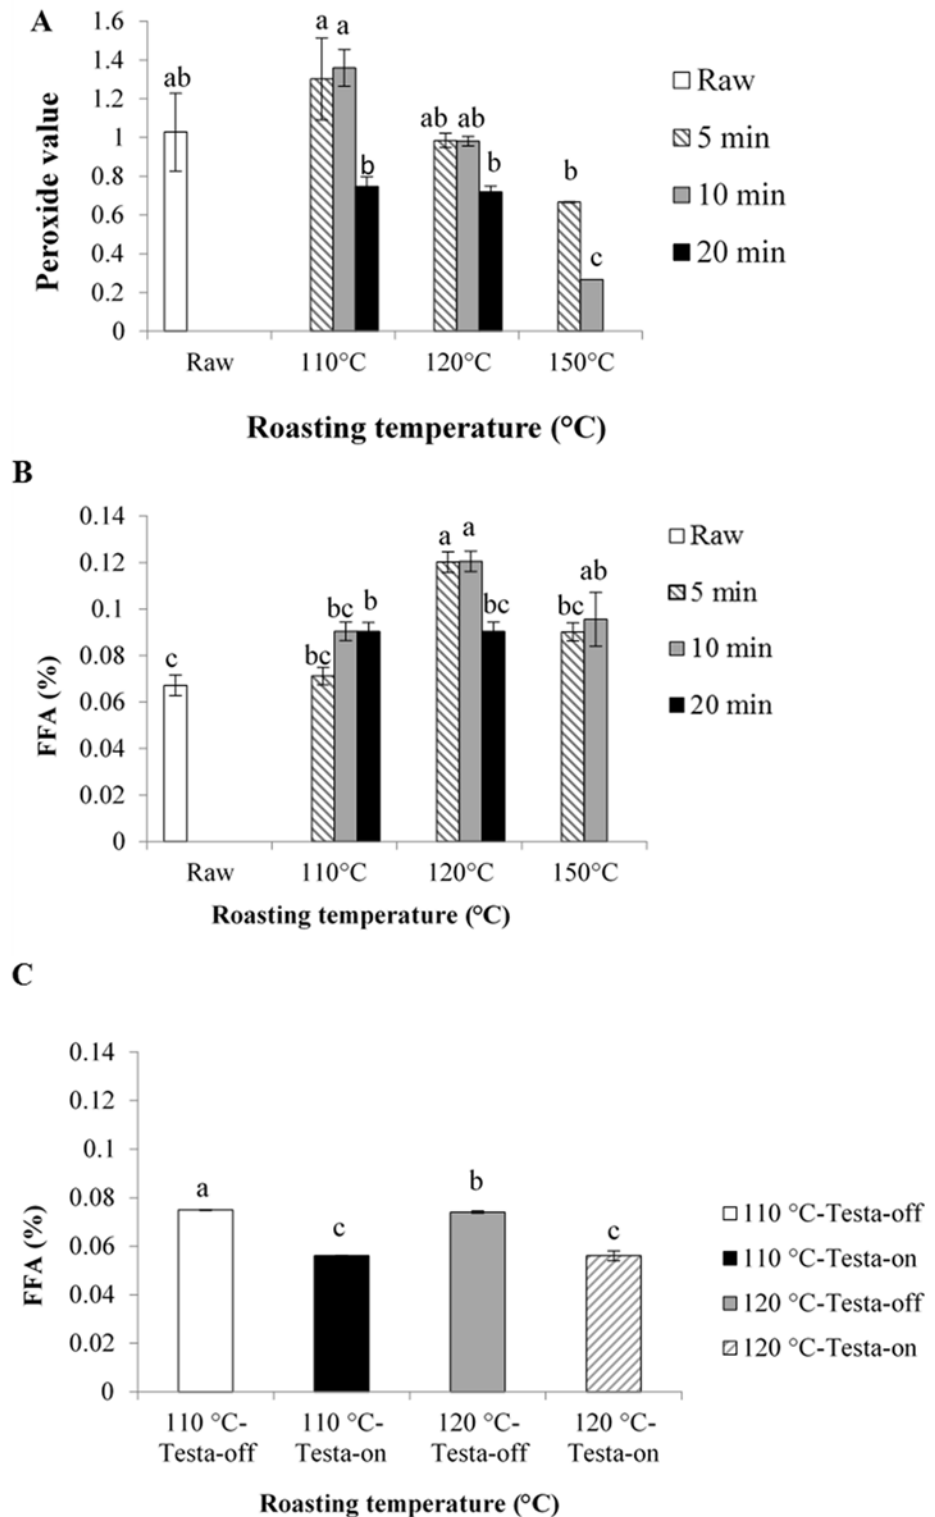 A
1.6
1.4
1.2
1
0.8
0.6
0.4
0.2
0
Peroxide value
ab
a
a
b
ab
ab
b
b
c
Raw
5 min
10 min
20 min
Raw
110°C
120°C
150°C
Roasting temperature (°C)
B
0.14
0.12
0.1
0.08
0.06
0.04
0.02
0
FFA (%)
c
bc
bc
b
a
a
bc
bc
ab
Raw
5 min
10 min
20 min
Raw
110°C
120°C
150°C
Roasting temperature (°C)
C
0.14
0.12
0.1
0.08
0.06
0.04
0.02
0
FFA (%)
a
c
b
c
110 °C-Testa-off
110 °C-Testa-on
120 °C-Testa-off
120 °C-Testa-on
110 °C-
Testa-off
110 °C-
Testa-on
120 °C-
Testa-off
120 °C-
Testa-on
Roasting temperature (°C)